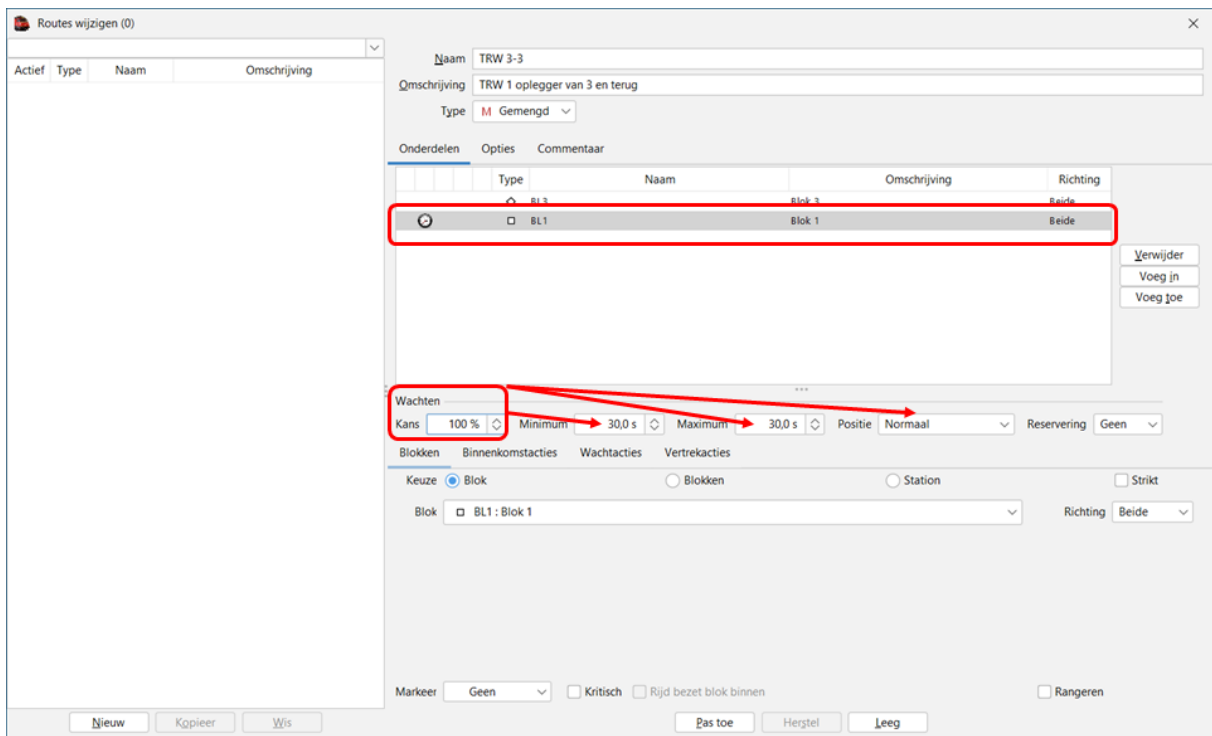 Routes wijzigen (0)
Actief Type Naam Omschrijving
Naam TRW 3-3
Omschrijving TRW 1 oplegger van 3 en terug
Type M Gemengd
Onderdelen Opties Commentaar
Type Naam Omschrijving Richting
BL3 Blok 3 Beide
BL1 Blok 1 Beide
Verwijder
Voeg in
Voeg toe
Wachten
Kans 100 % Minimum 30,0 s Maximum 30,0 s Positie Normaal Reservering Geen
Blokken Binnenkomstacties Wachtacties Vertrekacties
Keuze Blok Blokken Station Strikt
Blok BL1 : Blok 1 Richting Beide
Markeer Geen Kritisch Rijd bezet blok binnen Rangeren
Nieuw Kopieer Wis Pas toe Herstel Leeg